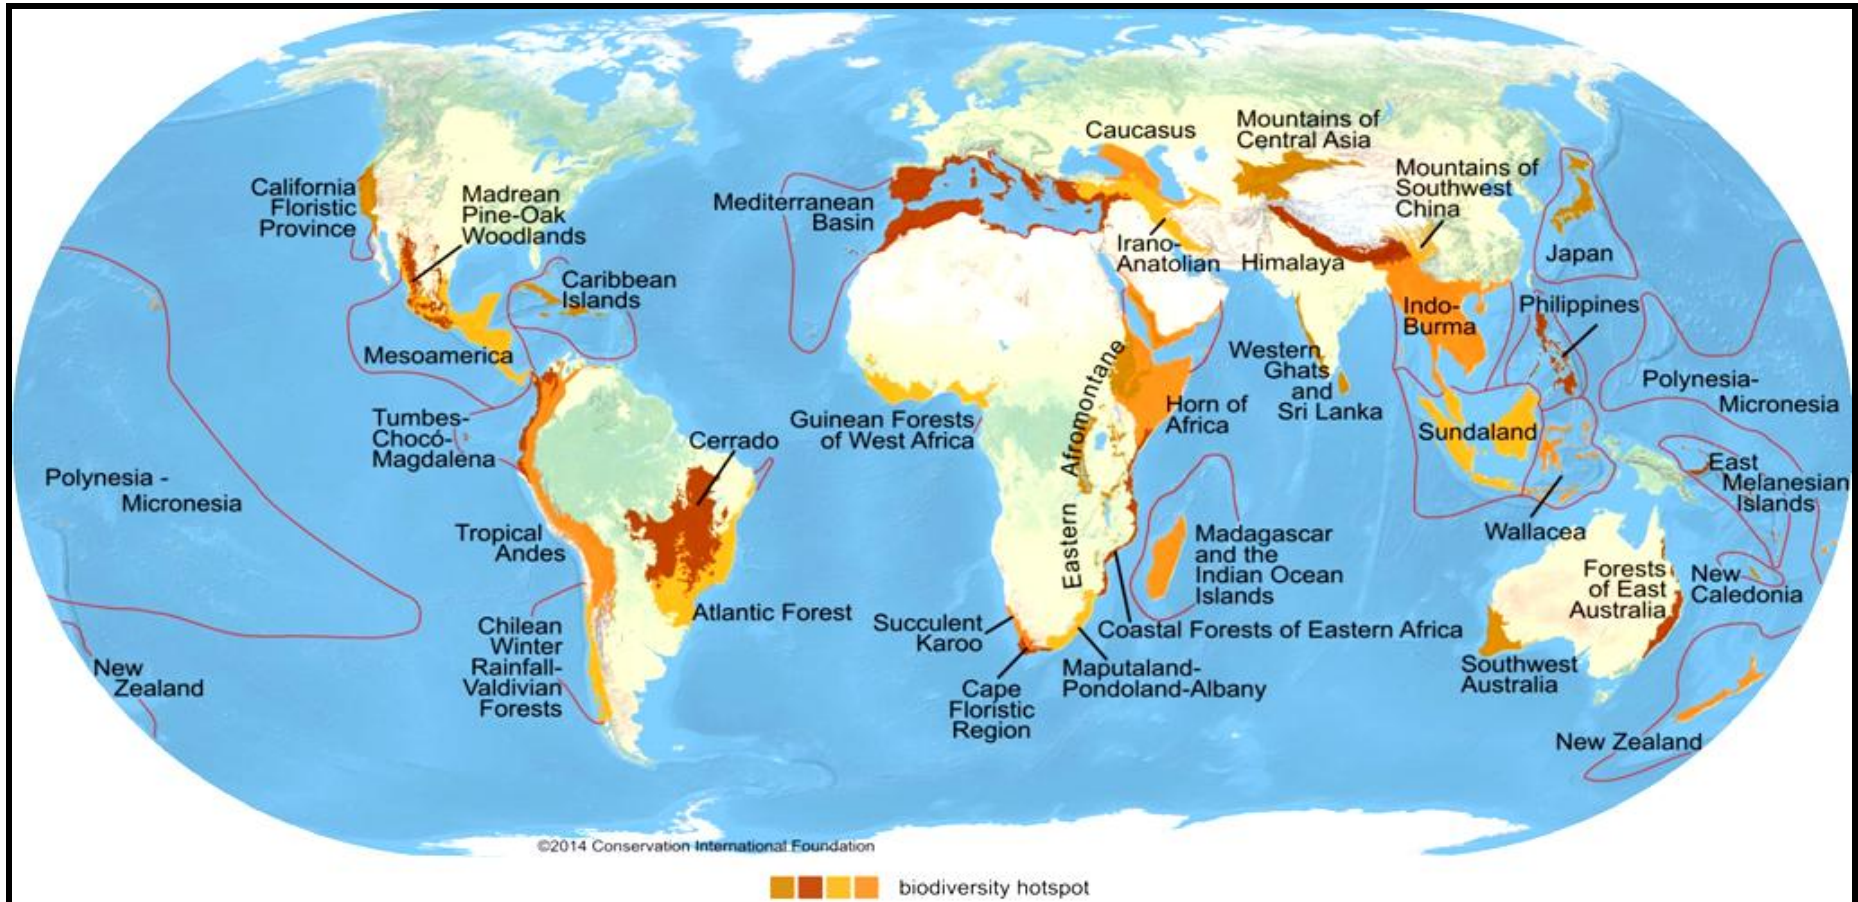 California
Floristic
Province
Madrean
Pine-Oak
Woodlands
Caribbean
Islands
Mesoamerica
Tumbes-
Chocó-
Magdalena
Polynesia -
Micronesia
Cerrado
Tropical
Andes
Atlantic Forest
Chilean
Winter
Rainfall-
Valdivian
Forests
New
Zealand
Mediterranean
Basin
Caucasus
Mountains of
Central Asia
Mountains of
Southwest
China
Irano-
Anatolian
Himalaya
Japan
Indo-
Burma
Philippines
Western
Ghats
and
Sri Lanka
Guinean Forests
of West Africa
Eastern Afromontane
Horn of
Africa
Sundaland
Polynesia-
Micronesia
East
Melanesian
Islands
Wallacea
Madagascar
and the
Indian Ocean
Islands
Forests
of East
Australia
New
Caledonia
Succulent
Karoo
Coastal Forests of Eastern Africa
Cape
Floristic
Region
Maputaland-
Pondoland-Albany
Southwest
Australia
New Zealand
©2014 Conservation International Foundation
biodiversity hotspot